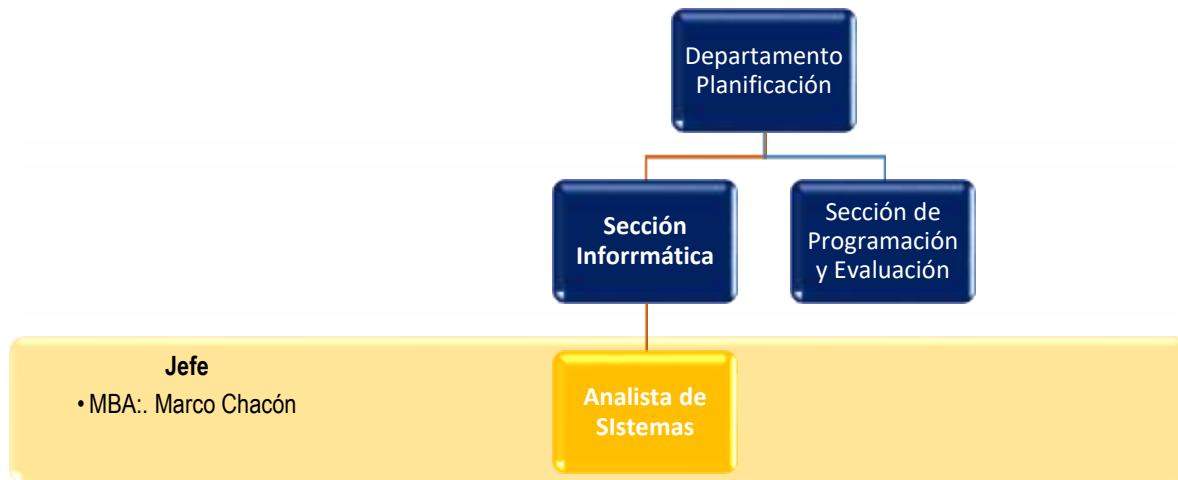 Departamento
Planificación
Sección
Inforrmática
Sección de
Programación
y Evaluación
Jefe
• MBA:. Marco Chacón
Analista de
SIstemas